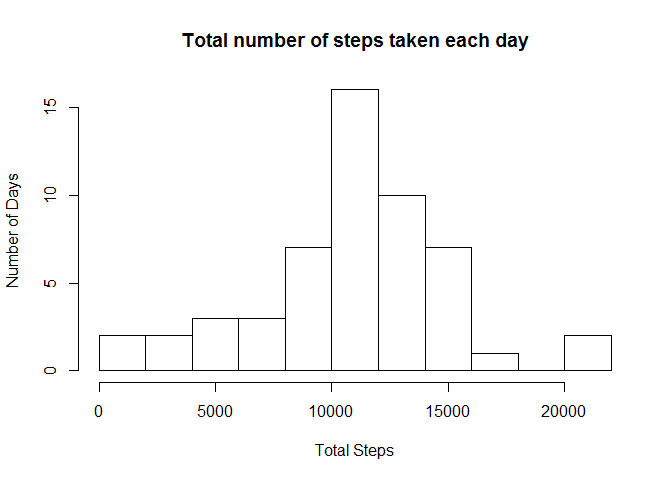 Total number of steps taken each day
Number of Days
15
10
5
0
0 5000 10000 15000 20000
Total Steps